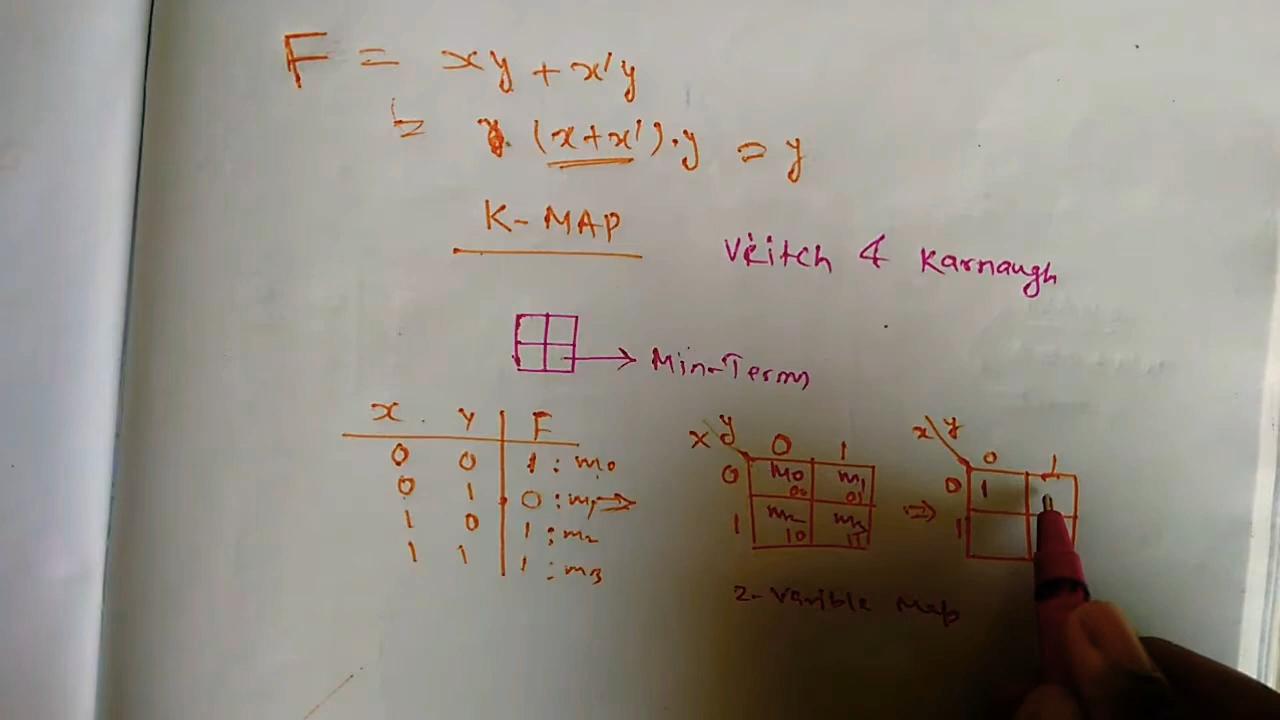 F = xy + x'y
= (x+x').y = y
K-MAP
Veitch & Karnaugh
→ Min-Term
x y F
0 0 1 : m0
0 1 0 : m1 →
1 0 1 : m2
1 1 1 : m3
x y 0 1
0 m0 00 m1 01
1 m2 10 m3 11
⇒
x y 0 1
0 1
1
2-Varible Map